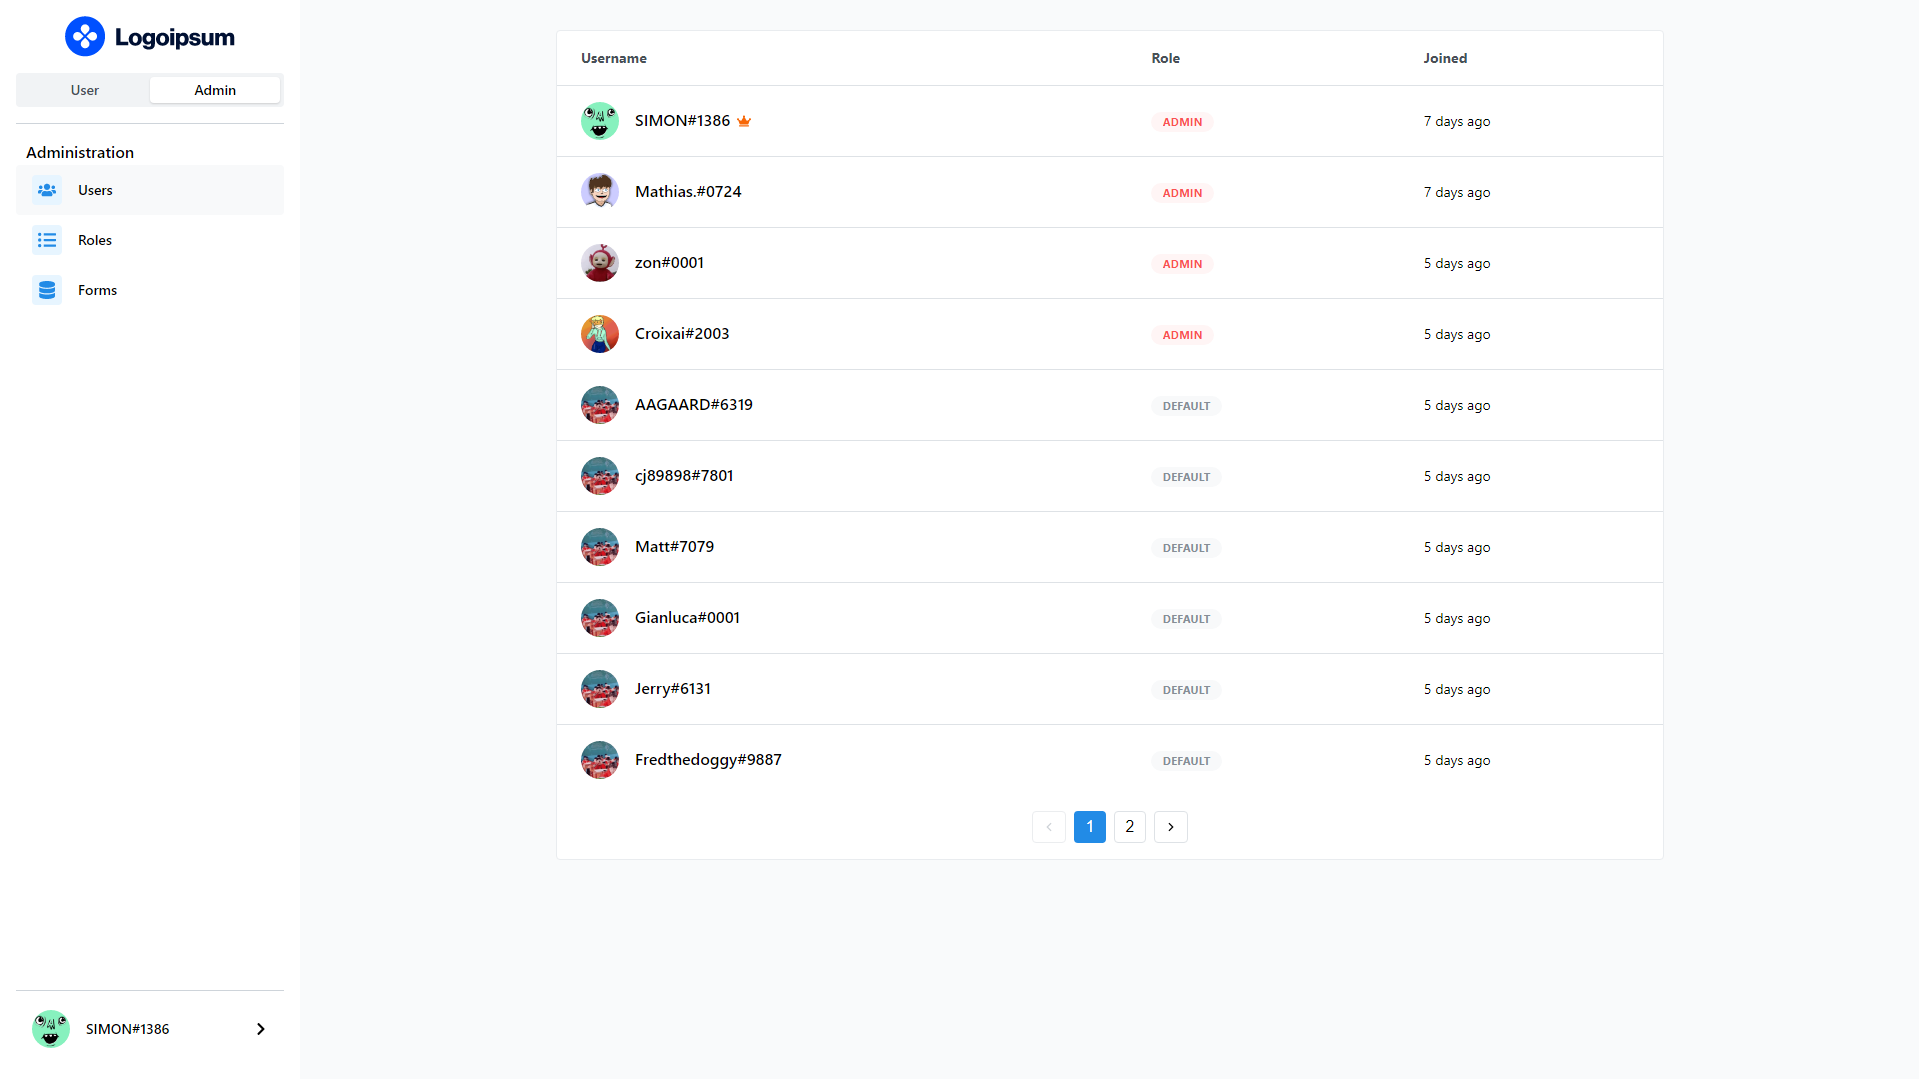 Logoipsum
User Admin
Administration
Users
Roles
Forms
SIMON#1386
Username Role Joined
SIMON#1386 ADMIN 7 days ago
Mathias.#0724 ADMIN 7 days ago
zon#0001 ADMIN 5 days ago
Croixai#2003 ADMIN 5 days ago
AAGAARD#6319 DEFAULT 5 days ago
cj89898#7801 DEFAULT 5 days ago
Matt#7079 DEFAULT 5 days ago
Gianluca#0001 DEFAULT 5 days ago
Jerry#6131 DEFAULT 5 days ago
Fredthedoggy#9887 DEFAULT 5 days ago
1 2